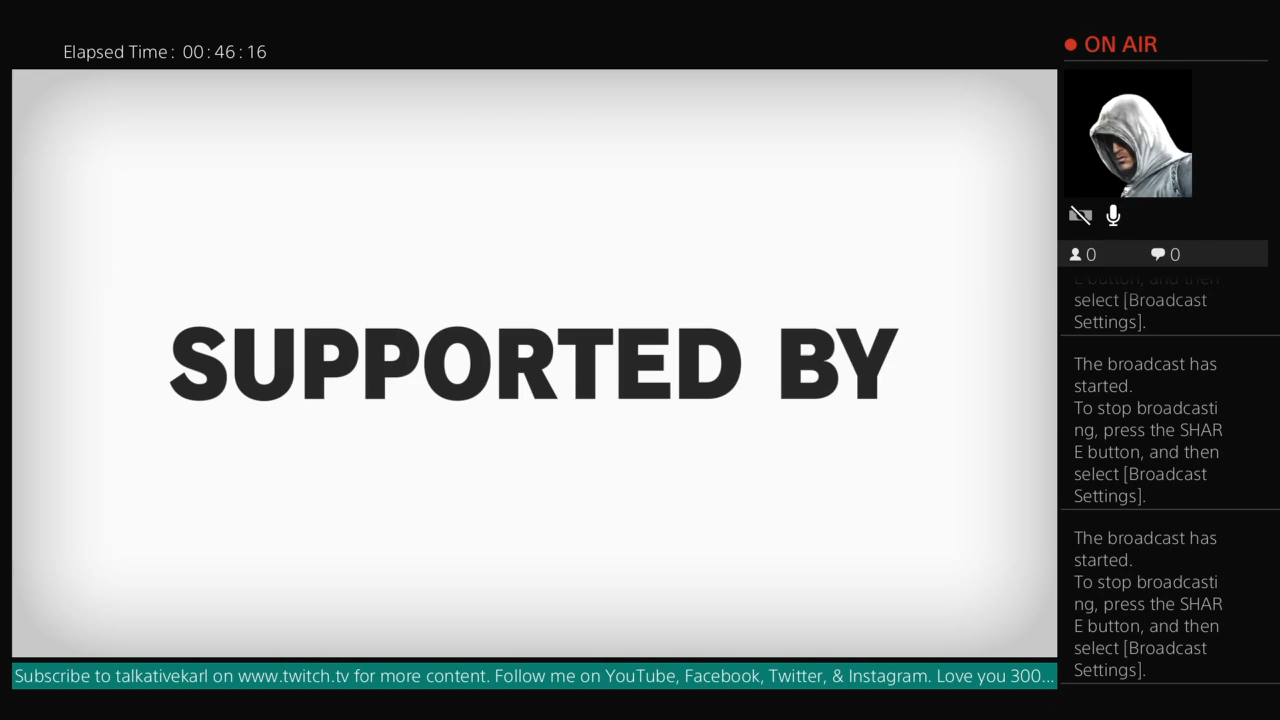 Elapsed Time: 00:46:16
ON AIR
0 0
E button, and then
select [Broadcast
Settings].
The broadcast has
started.
To stop broadcasti
ng, press the SHAR
E button, and then
select [Broadcast
Settings].
The broadcast has
started.
To stop broadcasti
ng, press the SHAR
E button, and then
select [Broadcast
Settings].
SUPPORTED BY
Subscribe to talkativekarl on www.twitch.tv for more content. Follow me on YouTube, Facebook, Twitter, & Instagram. Love you 300...